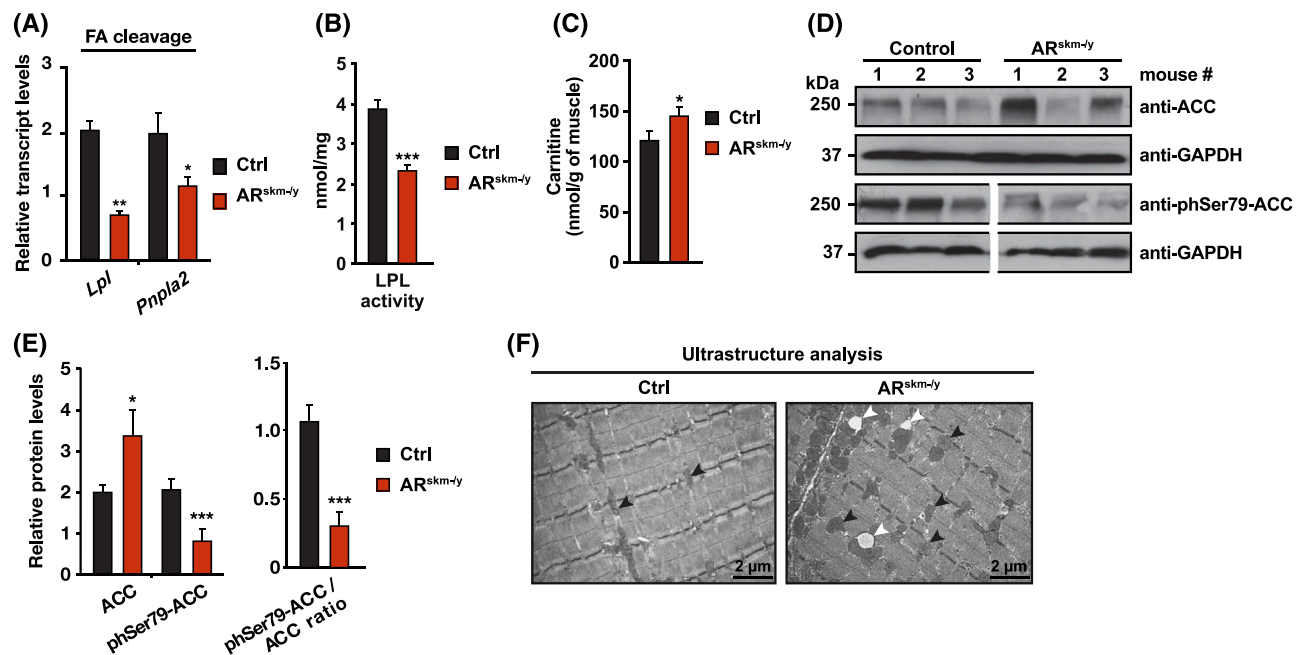 (A)
FA cleavage
Relative transcript levels
3
2
1
0
**
*
Lpl
Pnpla2
Ctrl
ARskm-/y
(B)
nmol/mg
5
4
3
2
1
0
***
LPL
activity
Ctrl
ARskm-/y
(C)
Carnitine
(nmol/g of muscle)
200
150
100
50
0
*
Ctrl
ARskm-/y
(D)
Control
ARskm-/y
kDa
1 2 3 1 2 3 mouse #
250 anti-ACC
37 anti-GAPDH
250 anti-phSer79-ACC
37 anti-GAPDH
(E)
Relative protein levels
5
4
3
2
1
0
*
***
ACC
phSer79-ACC
1.5
1.0
0.5
0.0
***
phSer79-ACC /
ACC ratio
Ctrl
ARskm-/y
(F)
Ultrastructure analysis
Ctrl
ARskm-/y
2 µm
2 µm